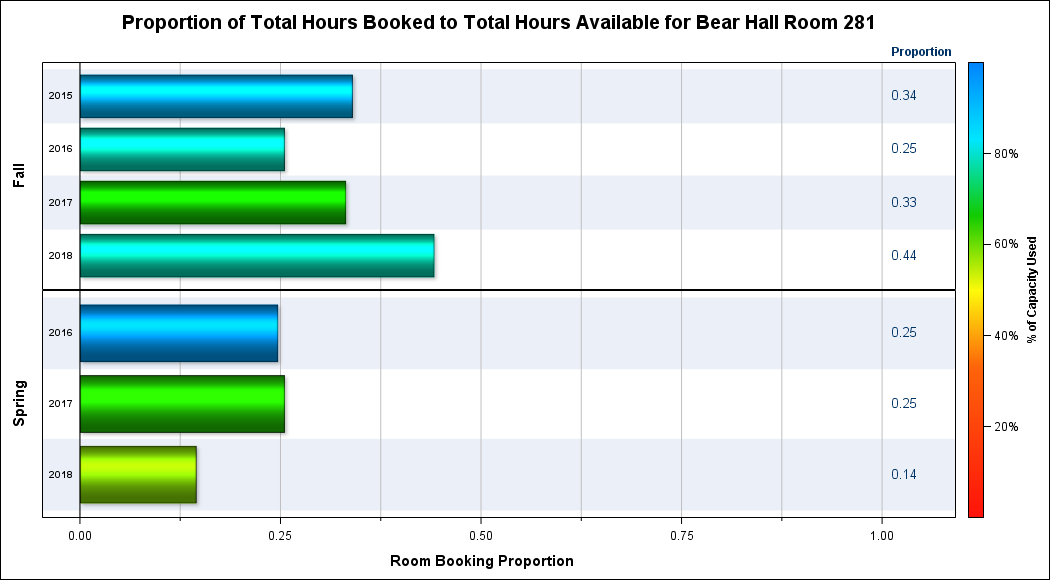 Proportion of Total Hours Booked to Total Hours Available for Bear Hall Room 281
Proportion
Fall
2015 0.34
2016 0.25
2017 0.33
2018 0.44
Spring
2016 0.25
2017 0.25
2018 0.14
0.00 0.25 0.50 0.75 1.00
Room Booking Proportion
80%
60%
40%
20%
% of Capacity Used